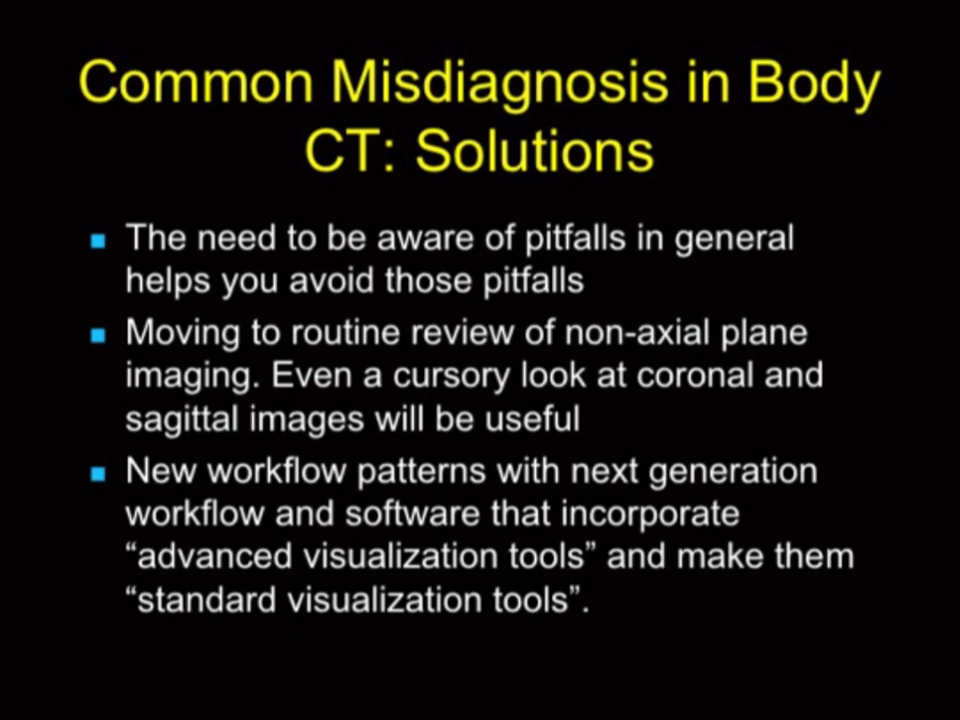 Common Misdiagnosis in Body
CT: Solutions
The need to be aware of pitfalls in general
helps you avoid those pitfalls
Moving to routine review of non-axial plane
imaging. Even a cursory look at coronal and
sagittal images will be useful
New workflow patterns with next generation
workflow and software that incorporate
“advanced visualization tools” and make them
“standard visualization tools”.